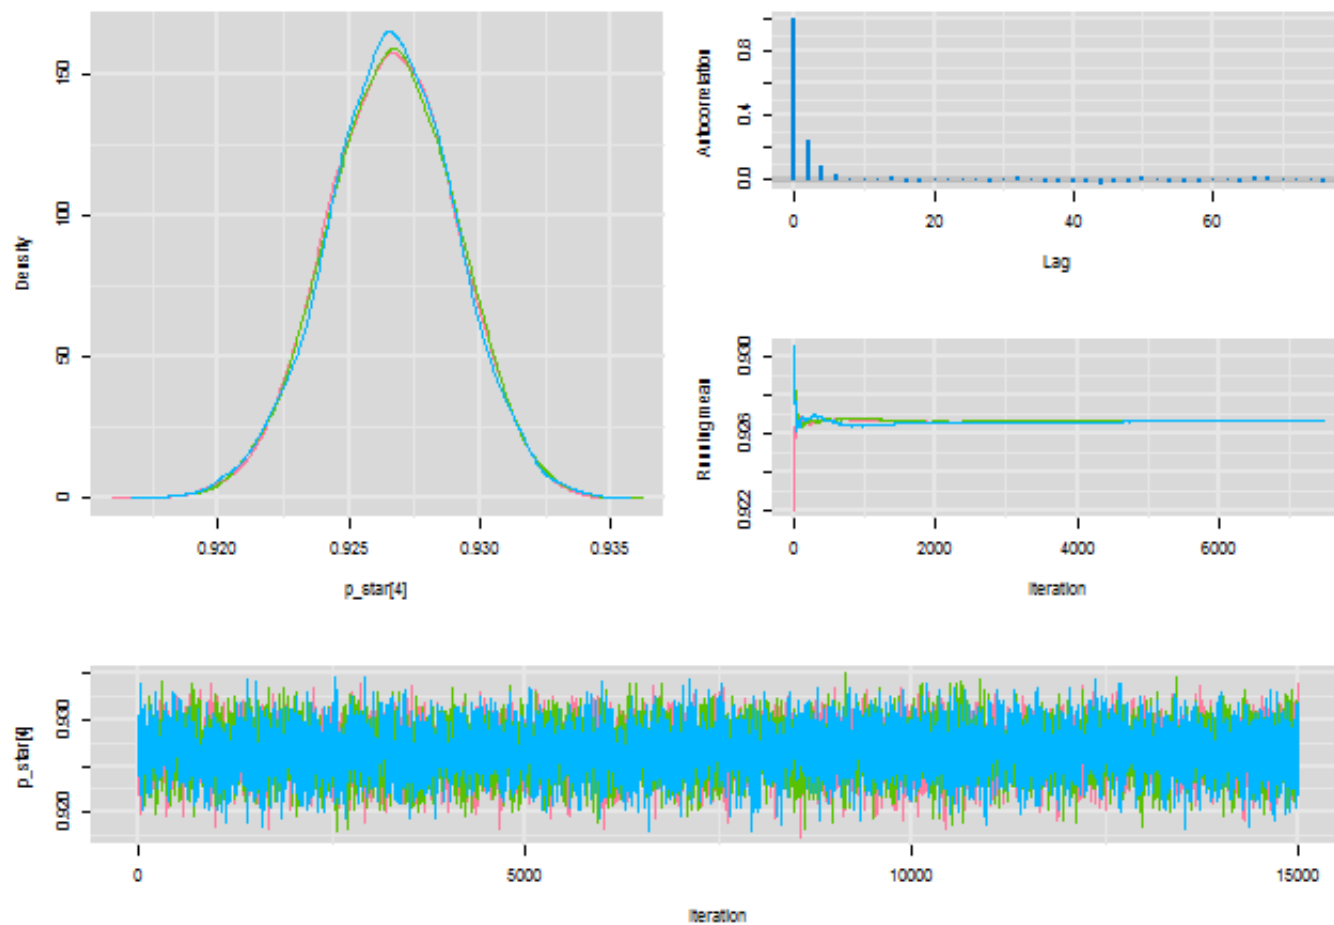 Density
0 50 100 150
0.920 0.925 0.930 0.935
p_star[4]
Autocorrelation
0.0 0.4 0.8
0 20 40 60
Lag
Running mean
0.922 0.926 0.930
0 2000 4000 6000
Iteration
p_star[4]
0.920 0.930
0 5000 10000 15000
Iteration